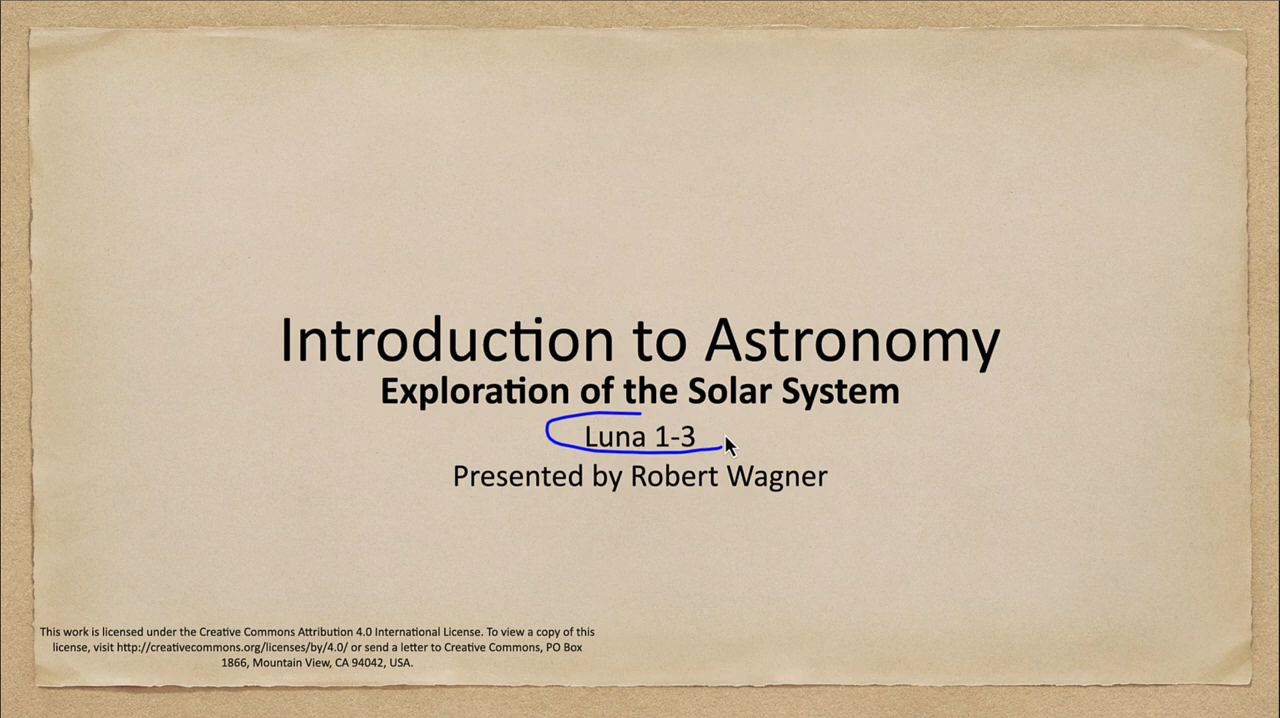 Introduction to Astronomy
Exploration of the Solar System
Luna 1-3
Presented by Robert Wagner
This work is licensed under the Creative Commons Attribution 4.0 International License. To view a copy of this
license, visit http://creativecommons.org/licenses/by/4.0/ or send a letter to Creative Commons, PO Box
1866, Mountain View, CA 94042, USA.